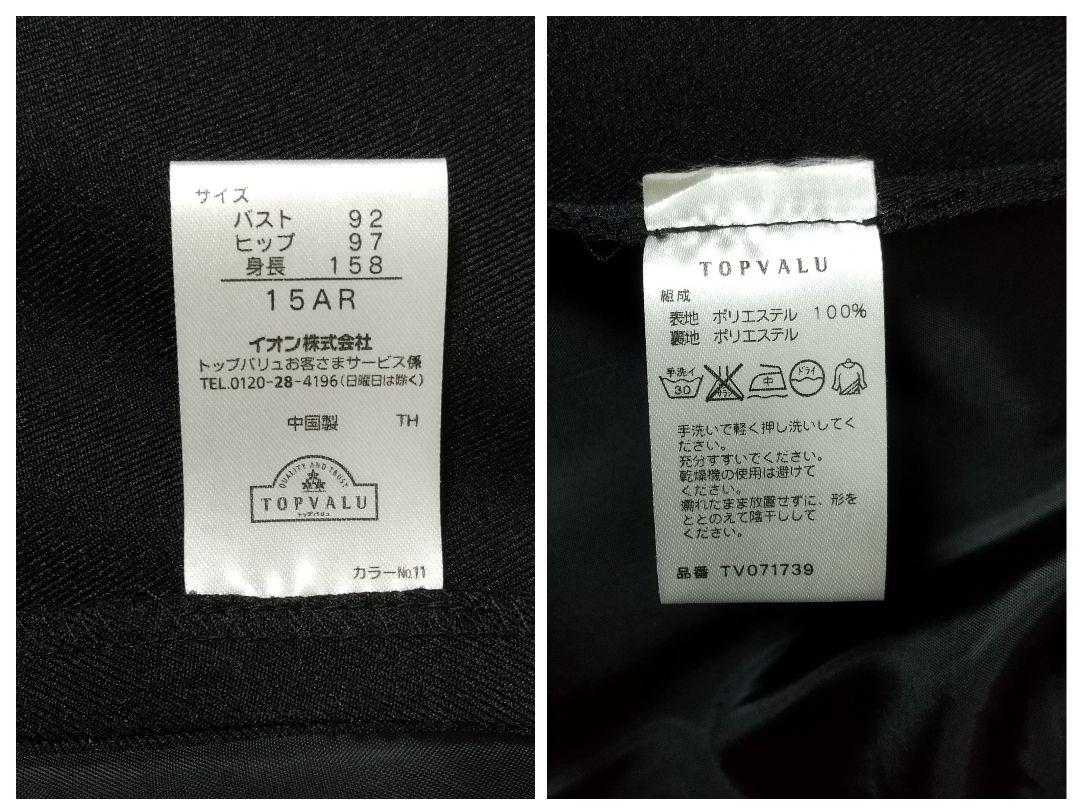 サイズ
バスト 92
ヒップ 97
身長 158
15AR
イオン株式会社
トップバリュお客さまサービス係
TEL.0120-28-4196(日曜日は除く)
中国製 TH
QUALITY AND TRUST
TOPVALU
トップバリュ
カラーNo.11
TOPVALU
組成
表地 ポリエステル 100%
裏地 ポリエステル
手洗イ
30
中
ドライ
手洗いで軽く押し洗いしてく
ださい。
充分すすいでください。
乾燥機の使用は避けて
ください。
濡れたまま放置せずに、形を
ととのえて陰干しして
ください。
品番 TV071739